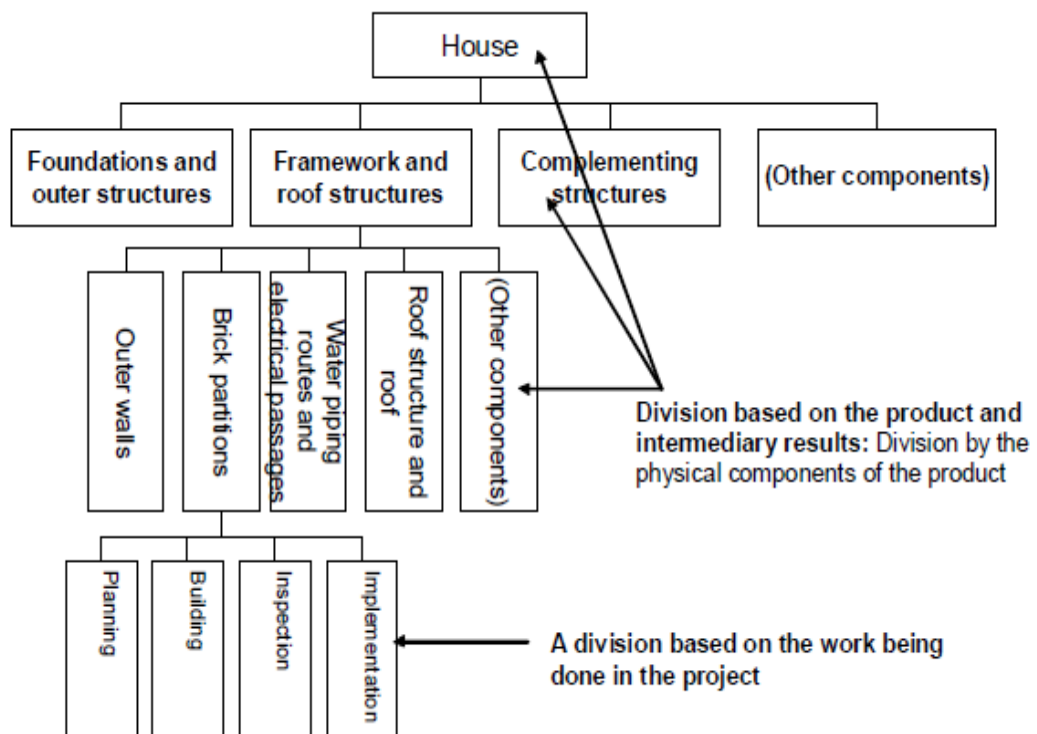 House
Foundations and
outer structures
Framework and
roof structures
Complementing
structures
(Other components)
Outer walls
Brick partitions
Water piping
routes and
electrical passages
Roof structure and
roof
(Other components)
Division based on the product and
intermediary results: Division by the
physical components of the product
Planning
Building
Inspection
Implementation
A division based on the work being
done in the project